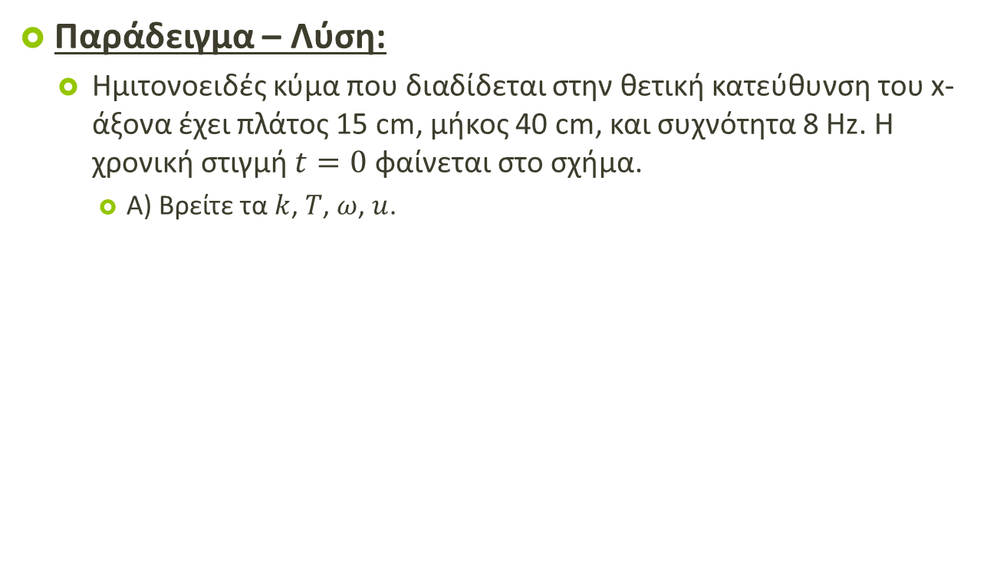 Παράδειγμα – Λύση:
Ημιτονοειδές κύμα που διαδίδεται στην θετική κατεύθυνση του x-
άξονα έχει πλάτος 15 cm, μήκος 40 cm, και συχνότητα 8 Hz. Η
χρονική στιγμή t = 0 φαίνεται στο σχήμα.
Α) Βρείτε τα k, T, ω, u.